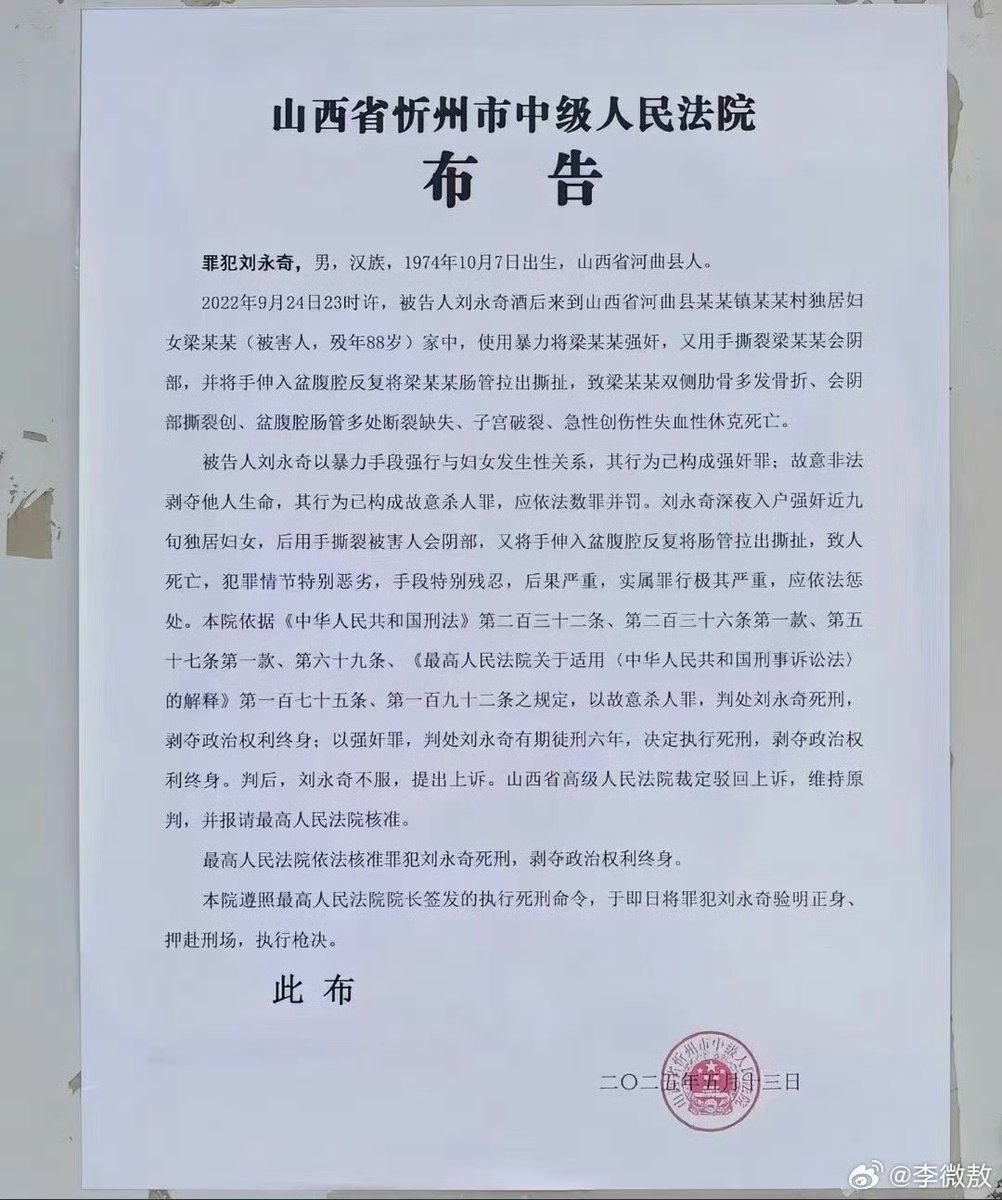 山西省忻州市中级人民法院
布 告
罪犯刘永奇，男，汉族，1974年10月7日出生，山西省河曲县人。
2022年9月24日23时许，被告人刘永奇酒后来到山西省河曲县某某镇某某村独居妇
女梁某某（被害人，殁年88岁）家中，使用暴力将梁某某强奸，又用手撕裂梁某某会阴
部，并将手伸入盆腹腔反复将梁某某肠管拉出撕扯，致梁某某双侧肋骨多发骨折、会阴
部撕裂创、盆腹腔肠管多处断裂缺失、子宫破裂、急性创伤性失血性休克死亡。
被告人刘永奇以暴力手段强行与妇女发生性关系，其行为已构成强奸罪；故意非法
剥夺他人生命，其行为已构成故意杀人罪，应依法数罪并罚。刘永奇深夜入户强奸近九
旬独居妇女，后用手撕裂被害人会阴部，又将手伸入盆腹腔反复将肠管拉出撕扯，致人
死亡，犯罪情节特别恶劣，手段特别残忍，后果严重，实属罪行极其严重，应依法惩
处。本院依据《中华人民共和国刑法》第二百三十二条、第二百三十六条第一款、第五
十七条第一款、第六十九条、《最高人民法院关于适用〈中华人民共和国刑事诉讼法〉
的解释》第一百七十五条、第一百九十二条之规定，以故意杀人罪，判处刘永奇死刑，
剥夺政治权利终身；以强奸罪，判处刘永奇有期徒刑六年，决定执行死刑，剥夺政治权
利终身。判后，刘永奇不服，提出上诉。山西省高级人民法院裁定驳回上诉，维持原
判，并报请最高人民法院核准。
最高人民法院依法核准罪犯刘永奇死刑，剥夺政治权利终身。
本院遵照最高人民法院院长签发的执行死刑命令，于即日将罪犯刘永奇验明正身、
押赴刑场，执行枪决。
此 布
二〇二五年五月十三日
山西省忻州市中级人民法院
@李微敖